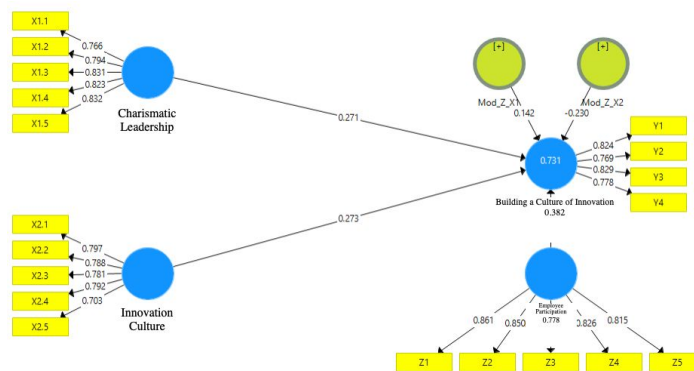 X1.1
X1.2
X1.3
X1.4
X1.5
0.766
0.794
0.831
0.823
0.832
Charismatic
Leadership
0.271
[+]
[+]
Mod_Z_X1
Mod_Z_X2
0.142
-0.230
0.731
0.824
0.769
0.829
0.778
Y1
Y2
Y3
Y4
Building a Culture of Innovation
0.382
X2.1
X2.2
X2.3
X2.4
X2.5
0.797
0.788
0.781
0.792
0.703
Innovation
Culture
0.273
Employee
Participation
0.778
0.861
0.850
0.826
0.815
Z1
Z2
Z3
Z4
Z5